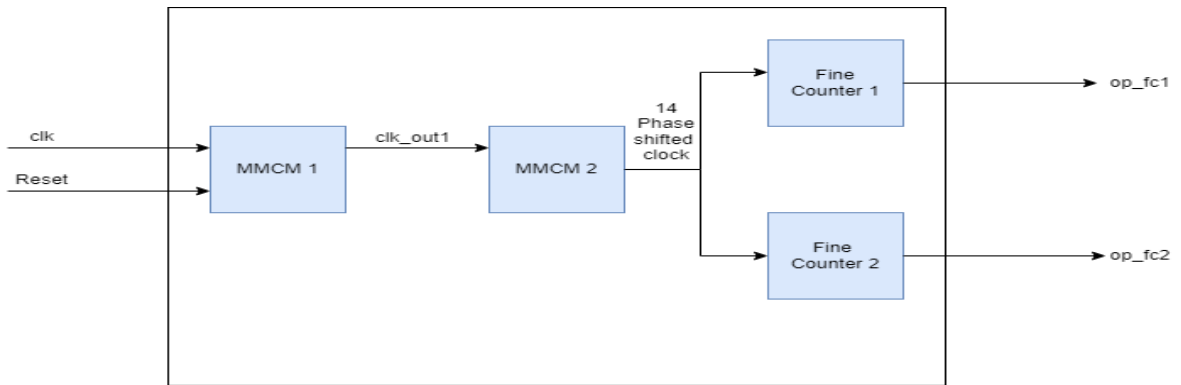 clk
Reset
MMCM 1
clk_out1
MMCM 2
14
Phase
shifted
clock
Fine
Counter 1
op_fc1
Fine
Counter 2
op_fc2